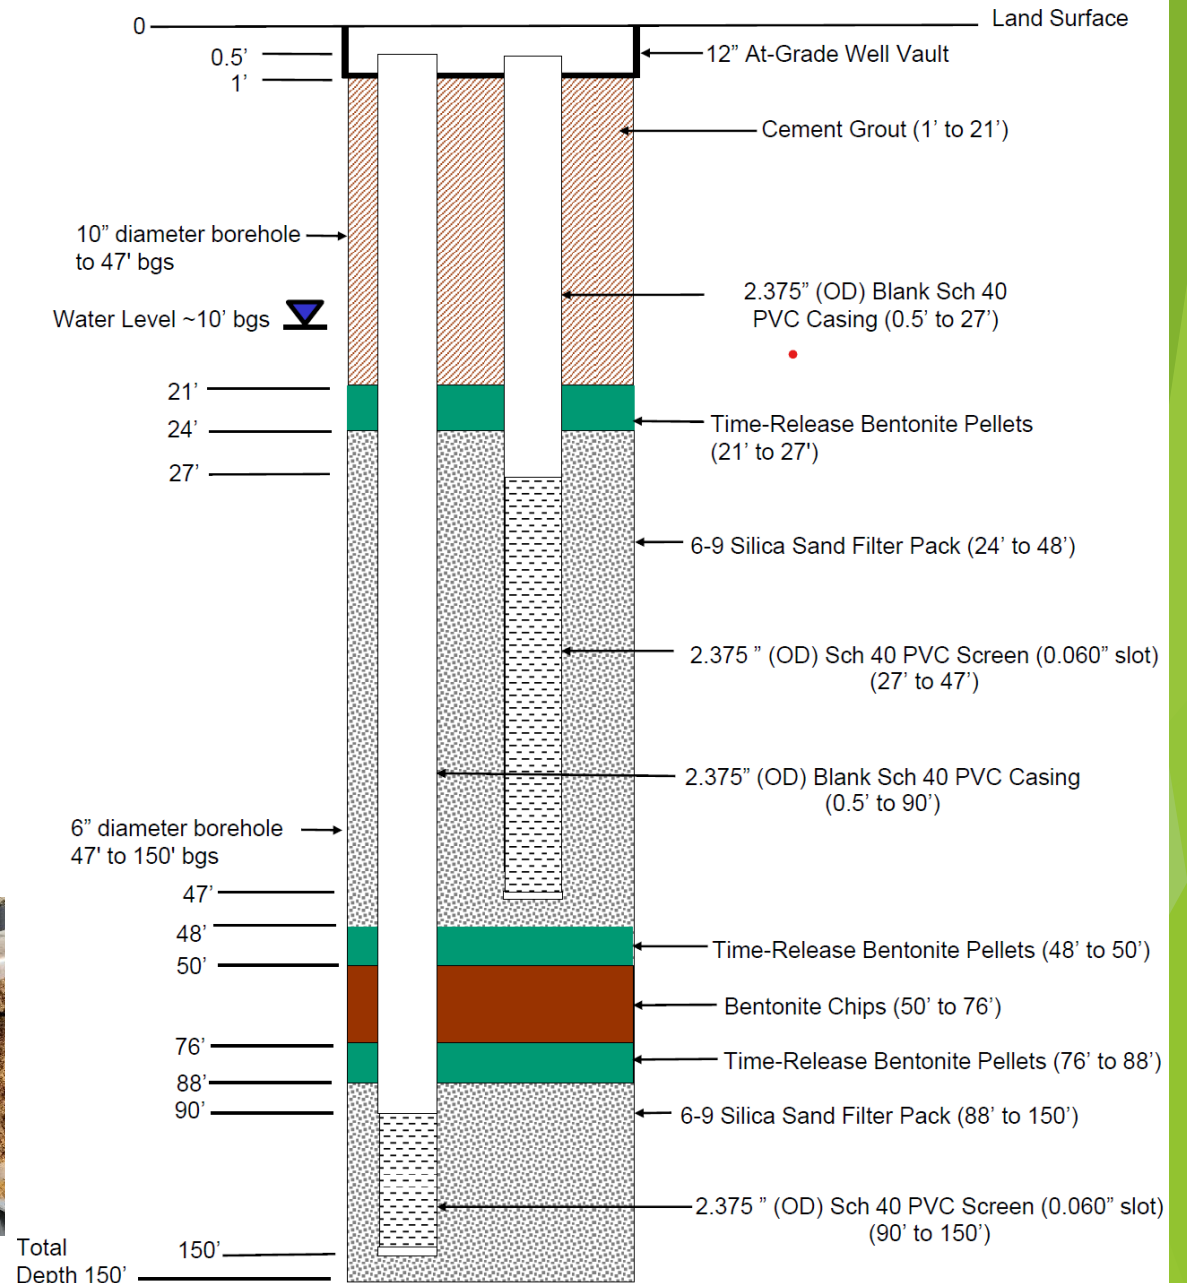 0
Land Surface
0.5’
12” At-Grade Well Vault
1’
Cement Grout (1’ to 21’)
10” diameter borehole
to 47' bgs
2.375” (OD) Blank Sch 40
PVC Casing (0.5’ to 27’)
Water Level ~10’ bgs
21’
24’
Time-Release Bentonite Pellets
(21’ to 27')
27’
6-9 Silica Sand Filter Pack (24’ to 48’)
2.375 ” (OD) Sch 40 PVC Screen (0.060” slot)
(27’ to 47’)
2.375” (OD) Blank Sch 40 PVC Casing
(0.5’ to 90’)
6” diameter borehole
47' to 150' bgs
47’
48’
Time-Release Bentonite Pellets (48’ to 50’)
50’
Bentonite Chips (50’ to 76’)
76’
Time-Release Bentonite Pellets (76’ to 88’)
88’
90’
6-9 Silica Sand Filter Pack (88’ to 150’)
2.375 ” (OD) Sch 40 PVC Screen (0.060” slot)
(90’ to 150’)
150’
Total
Depth 150’